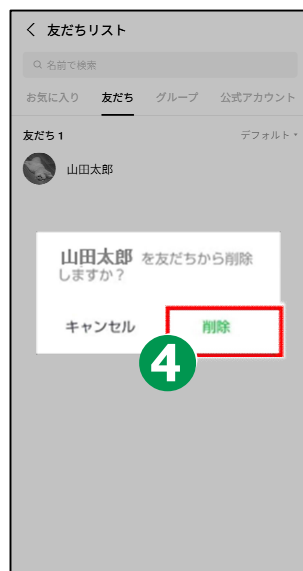 友だちリスト
名前で検索
お気に入り 友だち グループ 公式アカウント
友だち 1 デフォルト
山田太郎
山田太郎 を友だちから削除
しますか？
キャンセル 削除
4